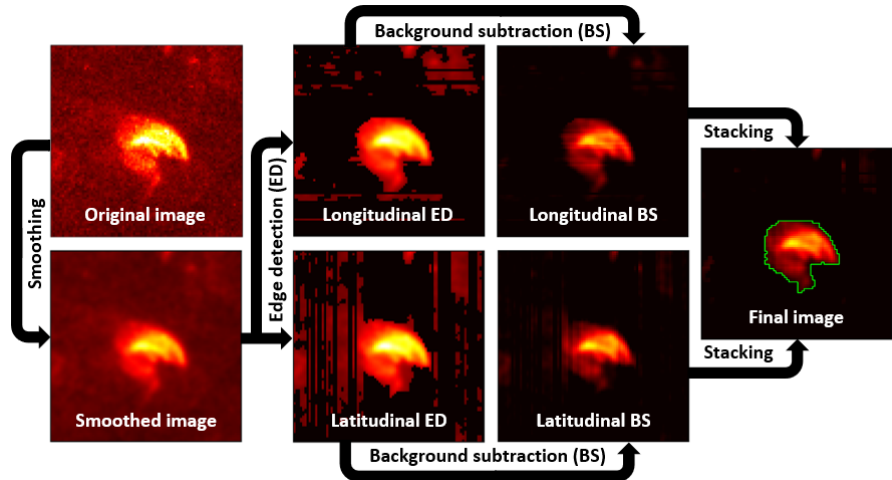 Background subtraction (BS)
Original image
Longitudinal ED
Longitudinal BS
Stacking
Smoothing
Edge detection (ED)
Final image
Smoothed image
Latitudinal ED
Latitudinal BS
Stacking
Background subtraction (BS)